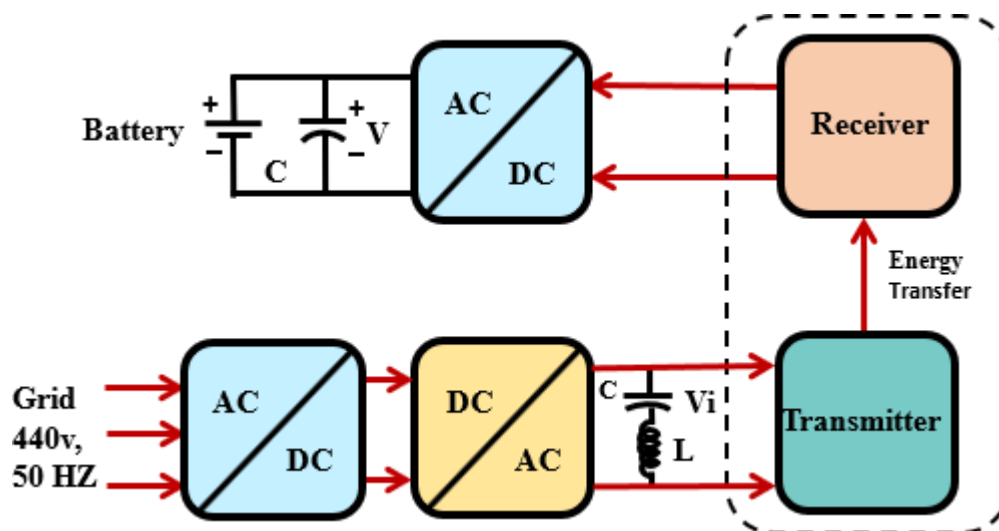 AC
DC
Receiver
Battery
+
−
C
+
V
−
Energy
Transfer
Grid
440v,
50 HZ
AC
DC
DC
AC
C
Vi
L
Transmitter